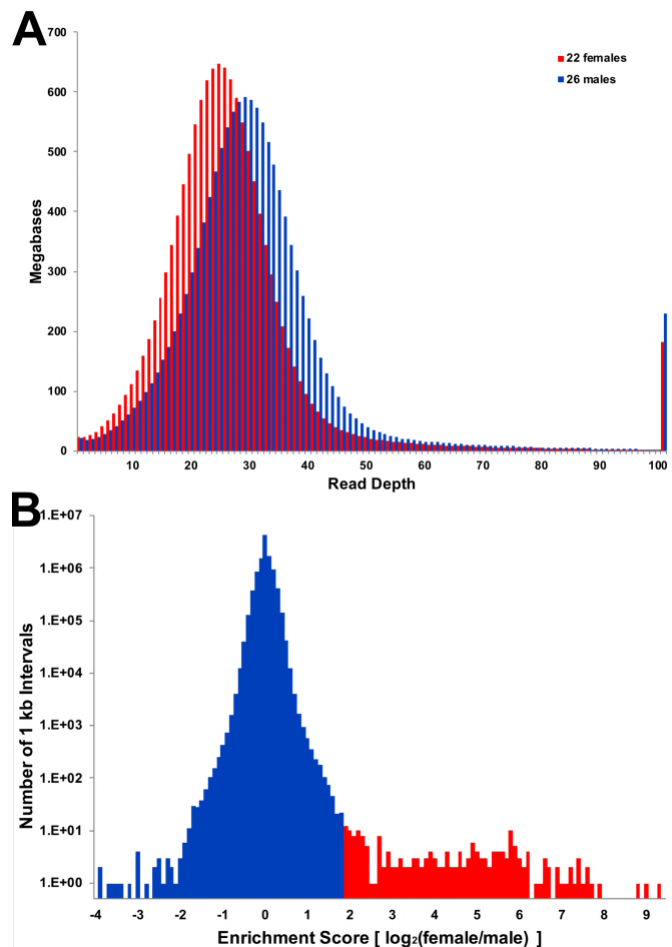 A
700
22 females
26 males
600
500
400
300
200
100
0
Megabases
10 20 30 40 50 60 70 80 90 100
Read Depth
B
1.E+07
1.E+06
1.E+05
1.E+04
1.E+03
1.E+02
1.E+01
1.E+00
Number of 1 kb Intervals
-4 -3 -2 -1 0 1 2 3 4 5 6 7 8 9
Enrichment Score [ log₂(female/male) ]